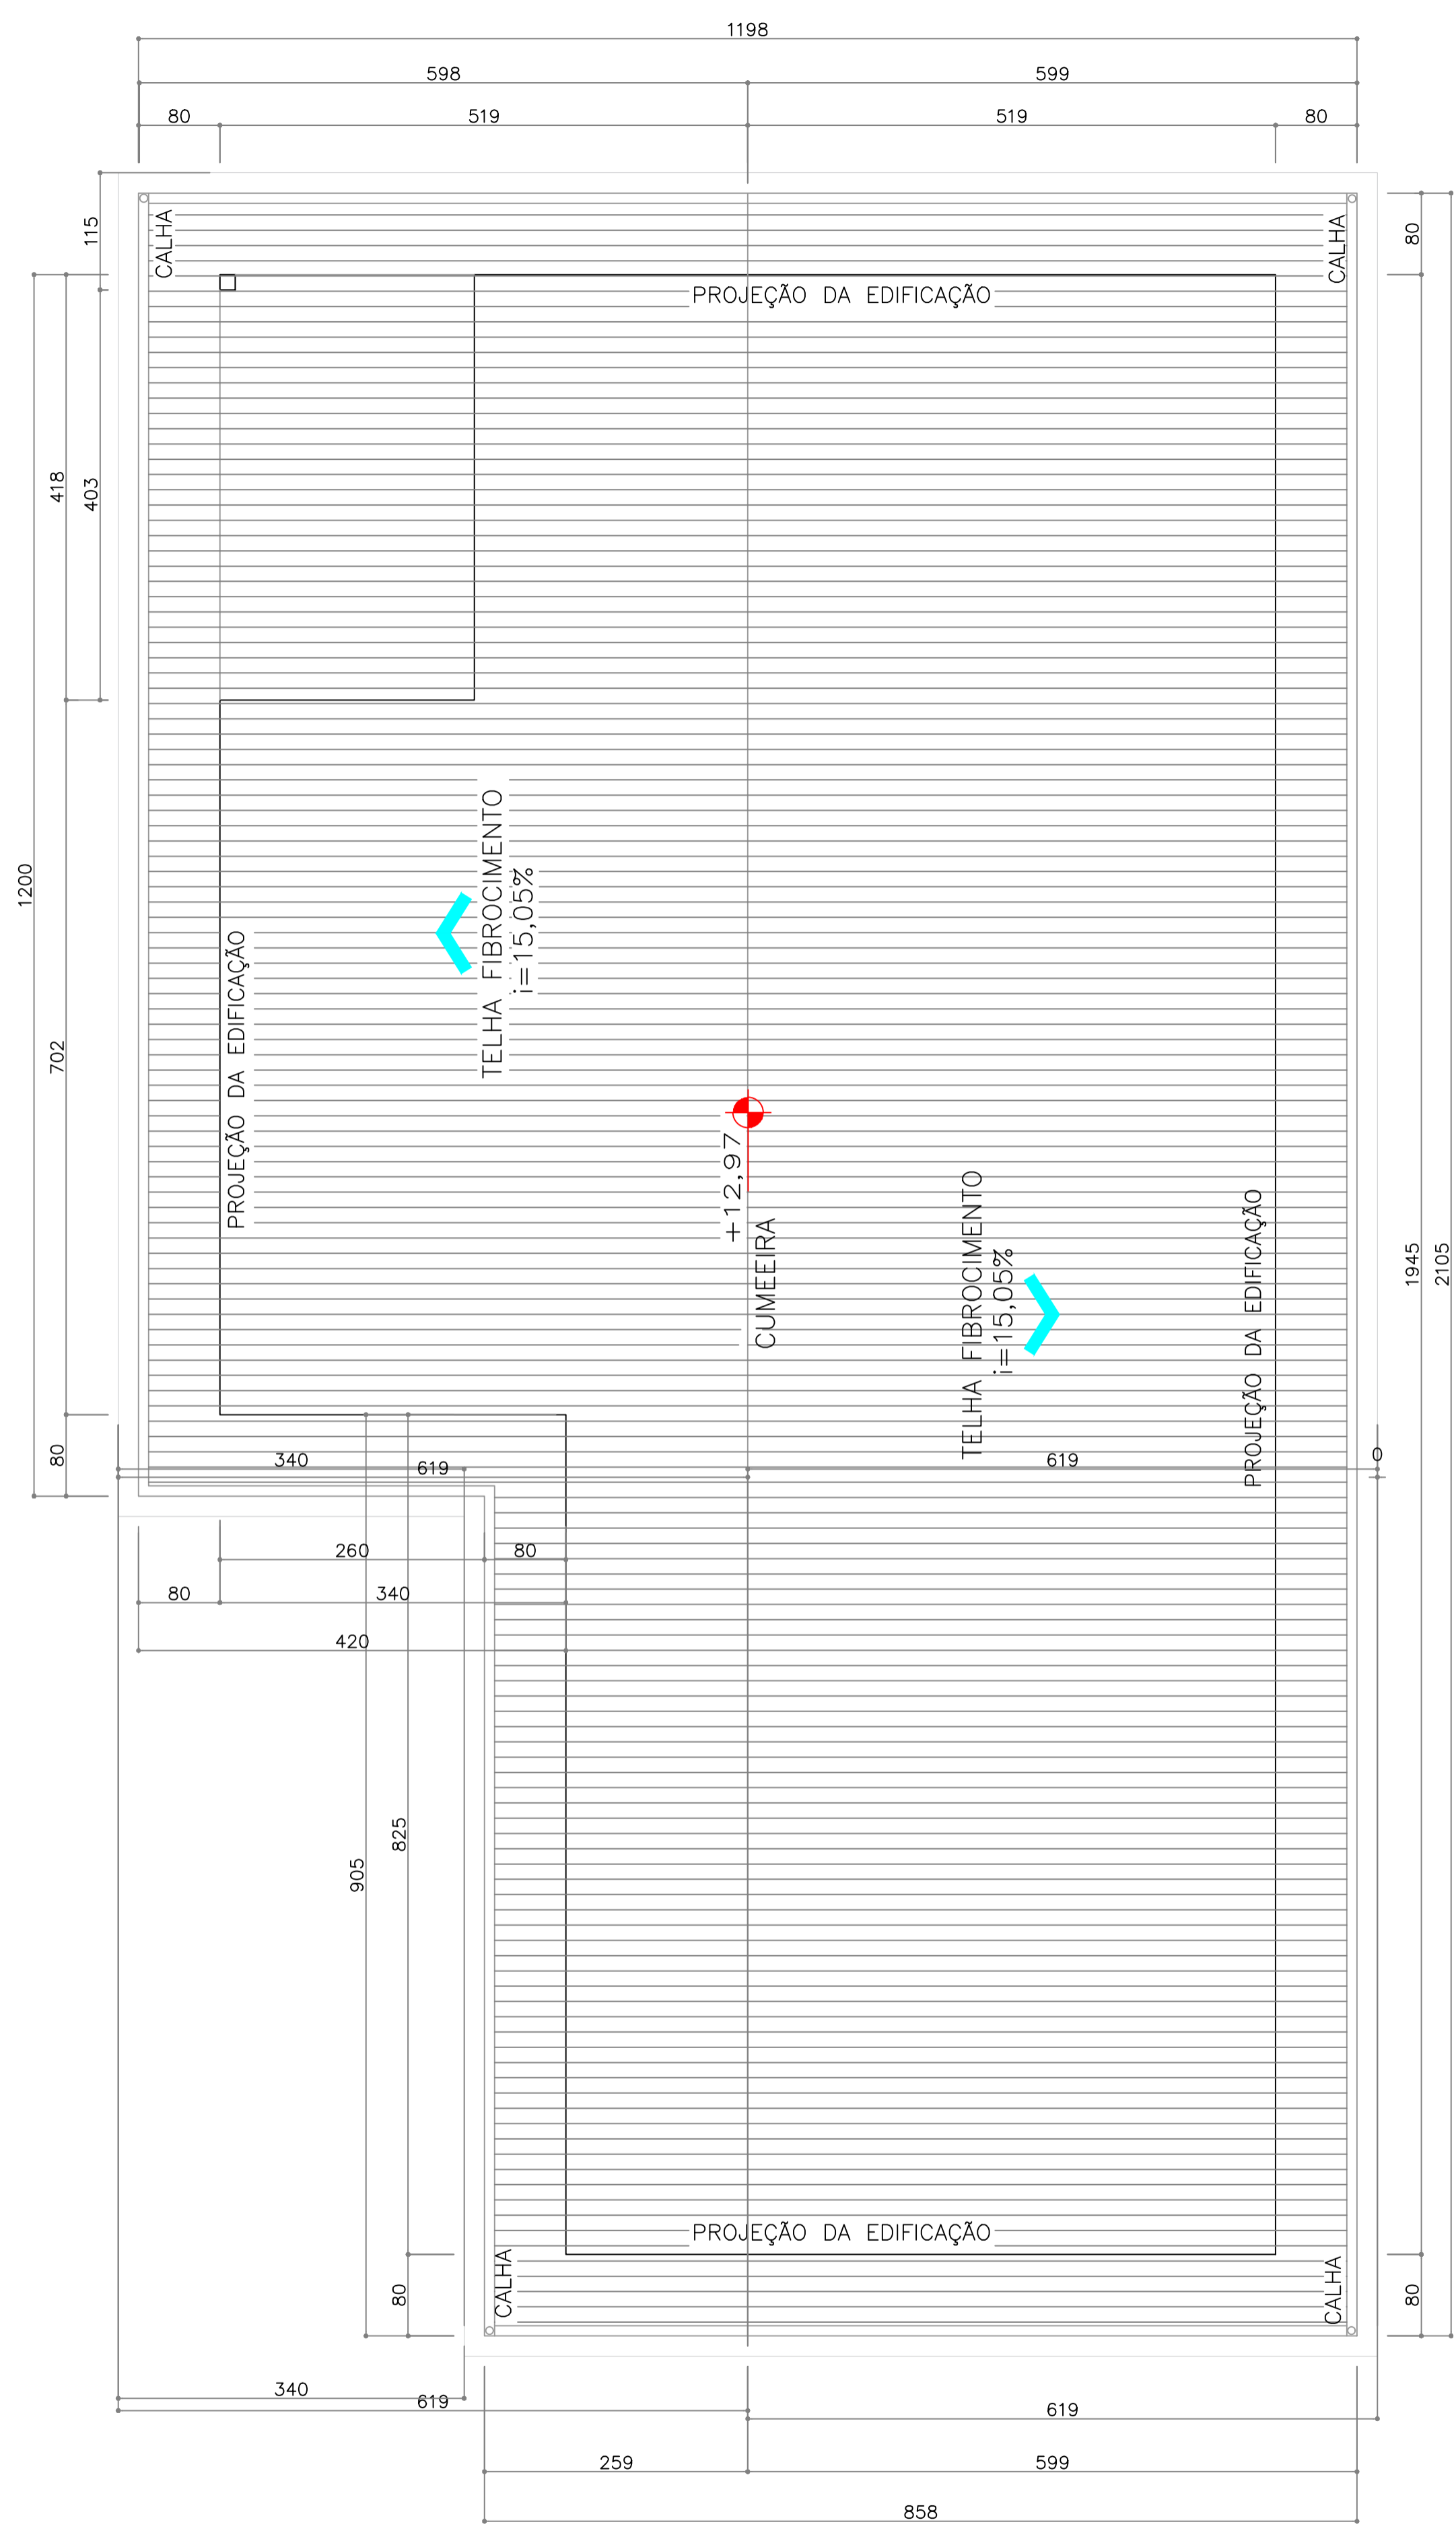 1198
598
599
80
519
519
80
115
80
CALHA
CALHA
PROJEÇÃO DA EDIFICAÇÃO
418
403
TELHA FIBROCIMENTO
i=15,05%
1200
PROJEÇÃO DA EDIFICAÇÃO
702
+12,97
CUMEEIRA
TELHA FIBROCIMENTO
i=15,05%
PROJEÇÃO DA EDIFICAÇÃO
1945
2105
80
340
619
619
0
260
80
80
340
420
825
905
PROJEÇÃO DA EDIFICAÇÃO
CALHA
CALHA
80
80
340
619
619
259
599
858